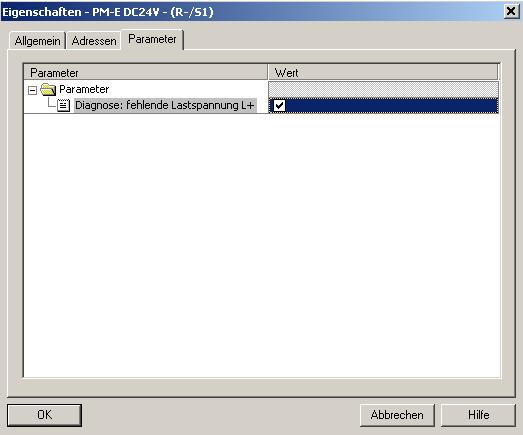 Eigenschaften - PM-E DC24V - (R-/S1)
Allgemein Adressen Parameter
Parameter Wert
Parameter
Diagnose: fehlende Lastspannung L+
OK Abbrechen Hilfe